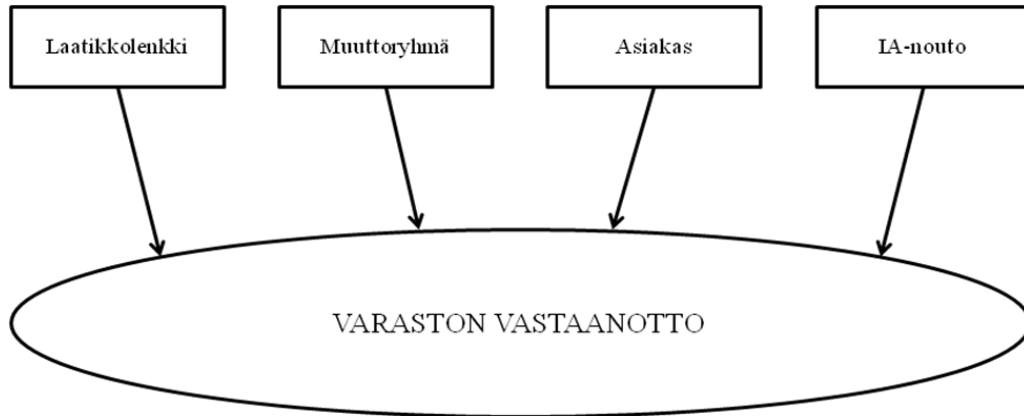 Laatikkolenkki
Muuttoryhmä
Asiakas
IA-nouto
VARASTON VASTAANOTTO